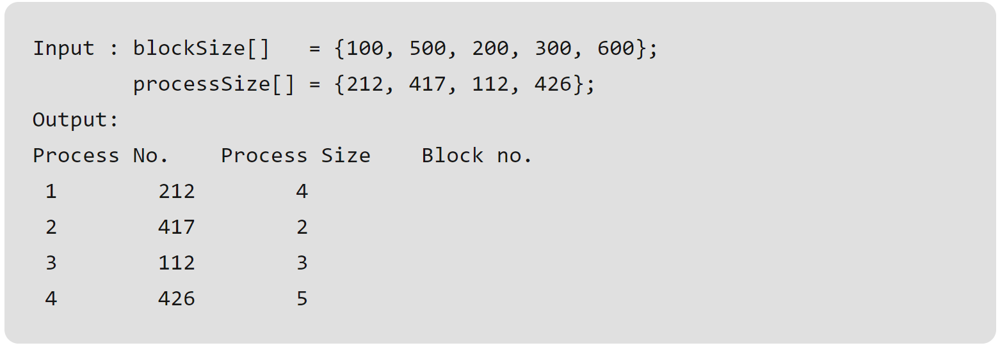 Input : blockSize[]   = {100, 500, 200, 300, 600};
        processSize[] = {212, 417, 112, 426};
Output:
Process No.    Process Size    Block no.
 1        212        4
 2        417        2
 3        112        3
 4        426        5